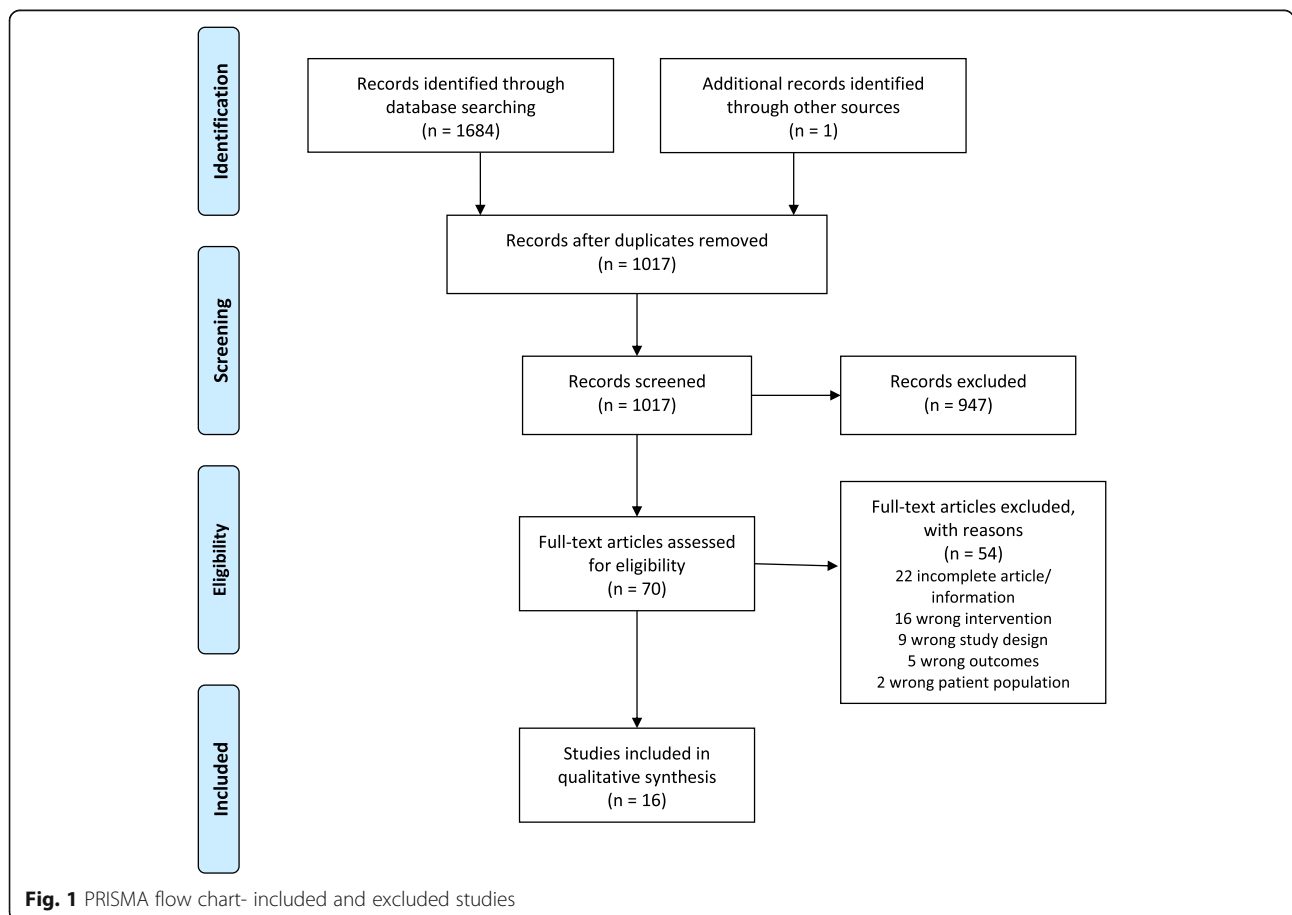 Identification
Records identified through
database searching
(n = 1684)
Additional records identified
through other sources
(n = 1)
Records after duplicates removed
(n = 1017)
Screening
Records screened
(n = 1017)
Records excluded
(n = 947)
Eligibility
Full-text articles assessed
for eligibility
(n = 70)
Full-text articles excluded,
with reasons
(n = 54)
22 incomplete article/
information
16 wrong intervention
9 wrong study design
5 wrong outcomes
2 wrong patient population
Included
Studies included in
qualitative synthesis
(n = 16)
Fig. 1 PRISMA flow chart- included and excluded studies